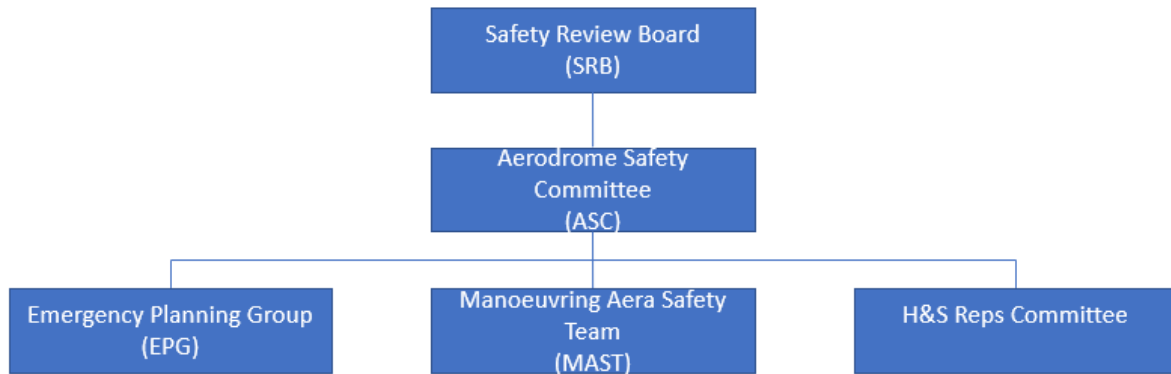 Safety Review Board
(SRB)
Aerodrome Safety
Committee
(ASC)
Emergency Planning Group
(EPG)
Manoeuvring Aera Safety
Team
(MAST)
H&S Reps Committee